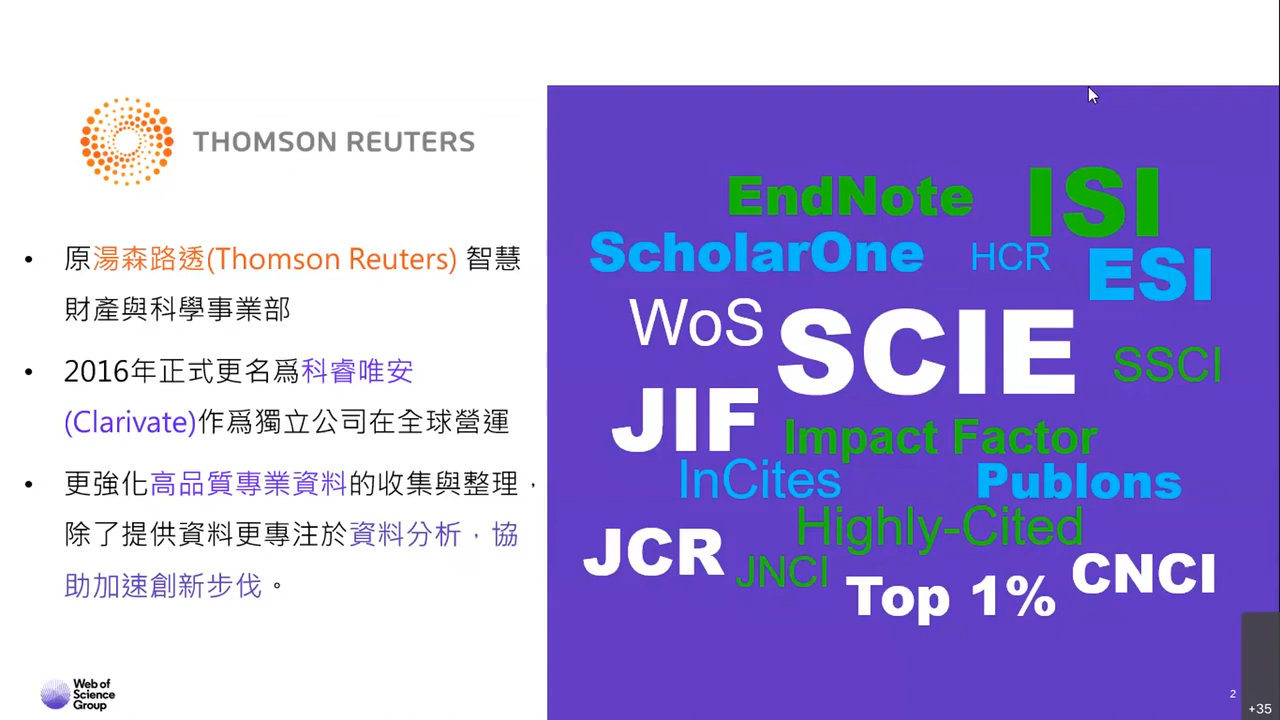 THOMSON REUTERS
• 原湯森路透(Thomson Reuters) 智慧
財產與科學事業部
• 2016年正式更名爲科睿唯安
(Clarivate)作爲獨立公司在全球營運
• 更強化高品質專業資料的收集與整理，
除了提供資料更專注於資料分析，協
助加速創新步伐。
Web of
Science
Group
EndNote ISI
ScholarOne HCR ESI
WoS SCIE SSCI
JIF Impact Factor
InCites Publons
Highly-Cited
JCR JNCI Top 1% CNCI
2
+35